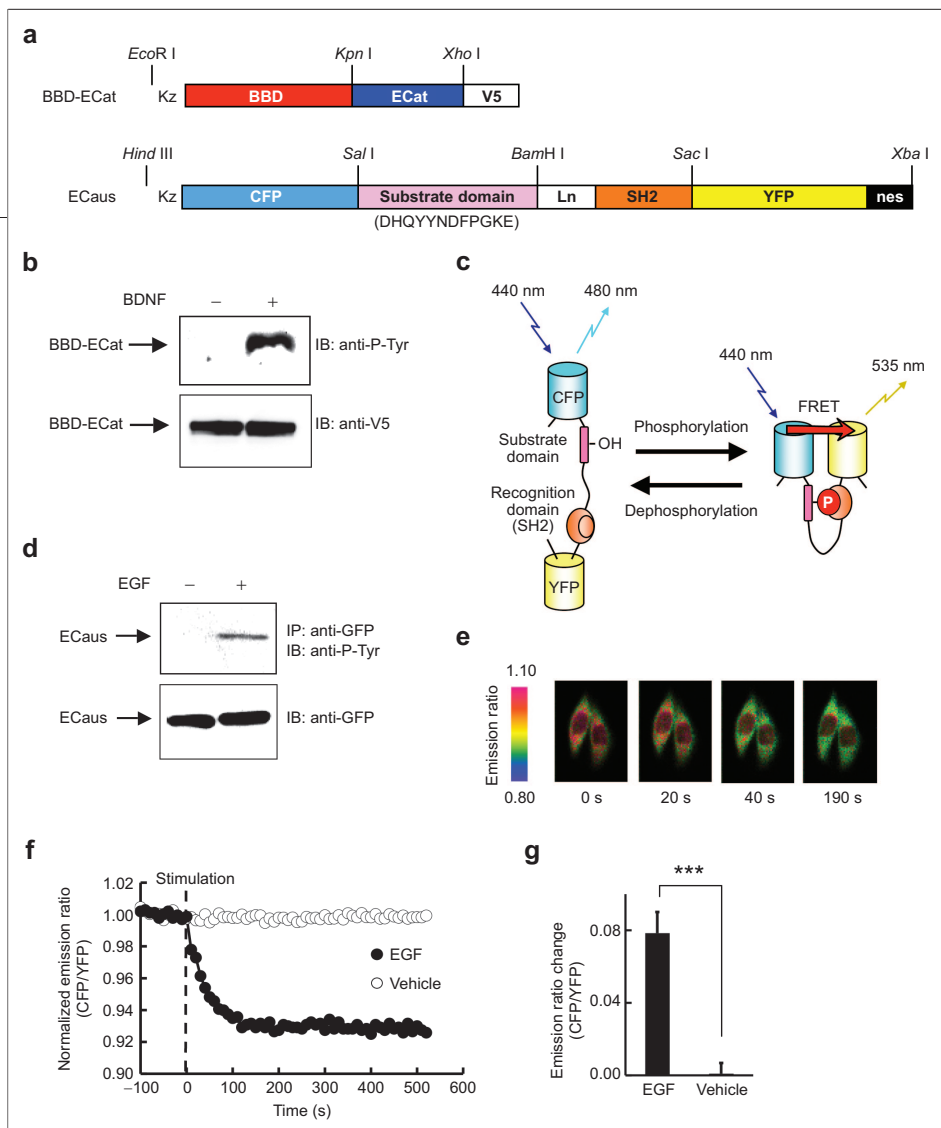 a
EcoR I Kpn I Xho I
BBD-ECat Kz BBD ECat V5
Hind III Sal I BamH I Sac I Xba I
ECaus Kz CFP Substrate domain Ln SH2 YFP nes
(DHQYYNDFPGKE)
b
BDNF – +
BBD-ECat IB: anti-P-Tyr
BBD-ECat IB: anti-V5
c
440 nm 480 nm
CFP
Substrate
domain
OH
Recognition
domain
(SH2)
YFP
Phosphorylation
Dephosphorylation
440 nm 535 nm
FRET
P
d
EGF – +
ECaus IP: anti-GFP
IB: anti-P-Tyr
ECaus IB: anti-GFP
e
1.10
Emission ratio
0.80
0 s 20 s 40 s 190 s
f
Stimulation
Normalized emission ratio
(CFP/YFP)
1.02
1.00
0.98
0.96
0.94
0.92
0.90
EGF
Vehicle
–100 0 100 200 300 400 500 600
Time (s)
g
***
Emission ratio change
(CFP/YFP)
0.08
0.04
0.00
EGF Vehicle